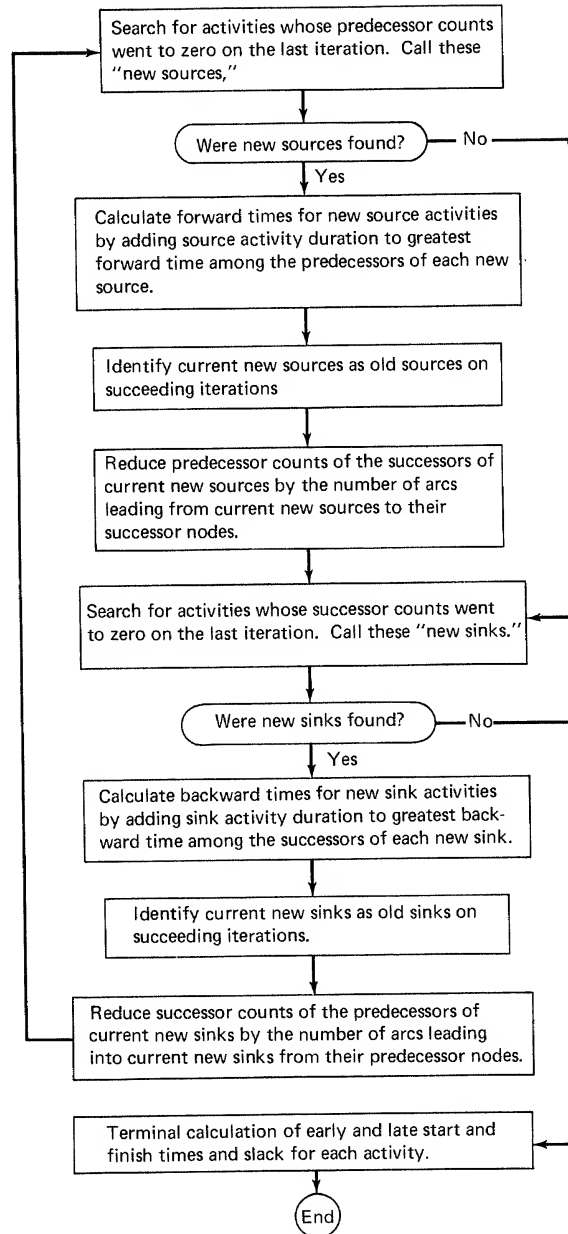 Search for activities whose predecessor counts
went to zero on the last iteration. Call these
"new sources,"
Were new sources found?
No
Yes
Calculate forward times for new source activities
by adding source activity duration to greatest
forward time among the predecessors of each new
source.
Identify current new sources as old sources on
succeeding iterations
Reduce predecessor counts of the successors of
current new sources by the number of arcs
leading from current new sources to their
successor nodes.
Search for activities whose successor counts went
to zero on the last iteration. Call these "new sinks."
Were new sinks found?
No
Yes
Calculate backward times for new sink activities
by adding sink activity duration to greatest back-
ward time among the successors of each new sink.
Identify current new sinks as old sinks on
succeeding iterations.
Reduce successor counts of the predecessors of
current new sinks by the number of arcs leading
into current new sinks from their predecessor nodes.
Terminal calculation of early and late start and
finish times and slack for each activity.
End